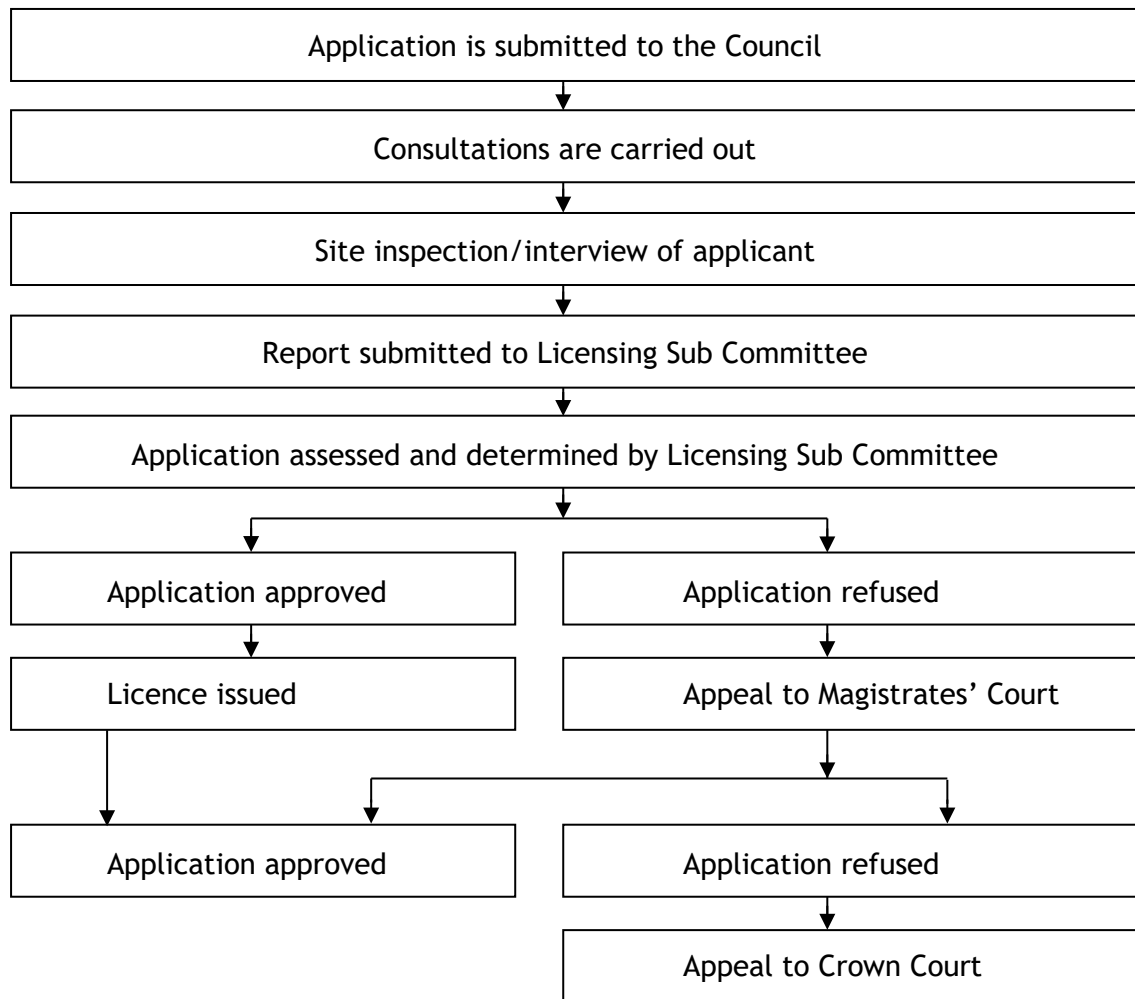 Application is submitted to the Council
Consultations are carried out
Site inspection/interview of applicant
Report submitted to Licensing Sub Committee
Application assessed and determined by Licensing Sub Committee
Application approved
Application refused
Licence issued
Appeal to Magistrates’ Court
Application approved
Application refused
Appeal to Crown Court